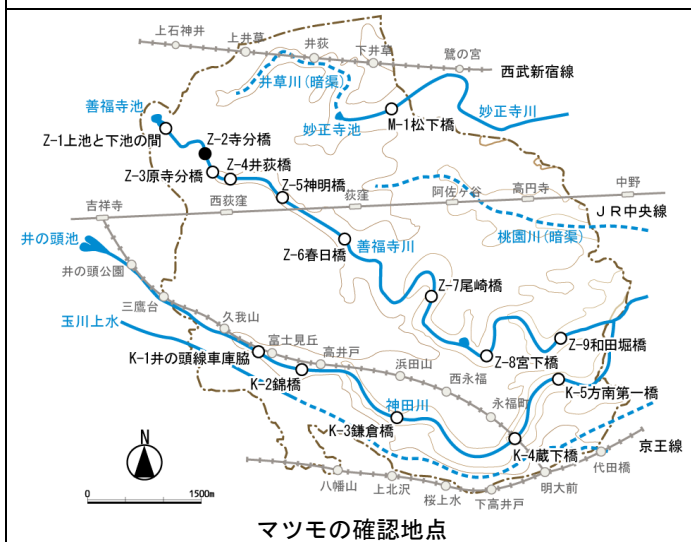 上石神井
上井草
井荻
下井草
鷺の宮
西武新宿線
井草川(暗渠)
善福寺池
妙正寺池
M-1松下橋
妙正寺川
Z-1上池と下池の間
Z-2寺分橋
Z-3原寺分橋
Z-4井荻橋
Z-5神明橋
吉祥寺
西荻窪
荻窪
阿佐ヶ谷
高円寺
中野
JR中央線
井の頭池
Z-6春日橋
善福寺川
桃園川(暗渠)
井の頭公園
三鷹台
Z-7尾崎橋
玉川上水
久我山
富士見丘
高井戸
K-1井の頭線車庫脇
Z-8宮下橋
Z-9和田堀橋
浜田山
西永福
K-2錦橋
K-5方南第一橋
永福町
神田川
K-3鎌倉橋
K-4蔵下橋
京王線
代田橋
N
八幡山
上北沢
桜上水
下高井戸
明大前
0 1500m
マツモの確認地点